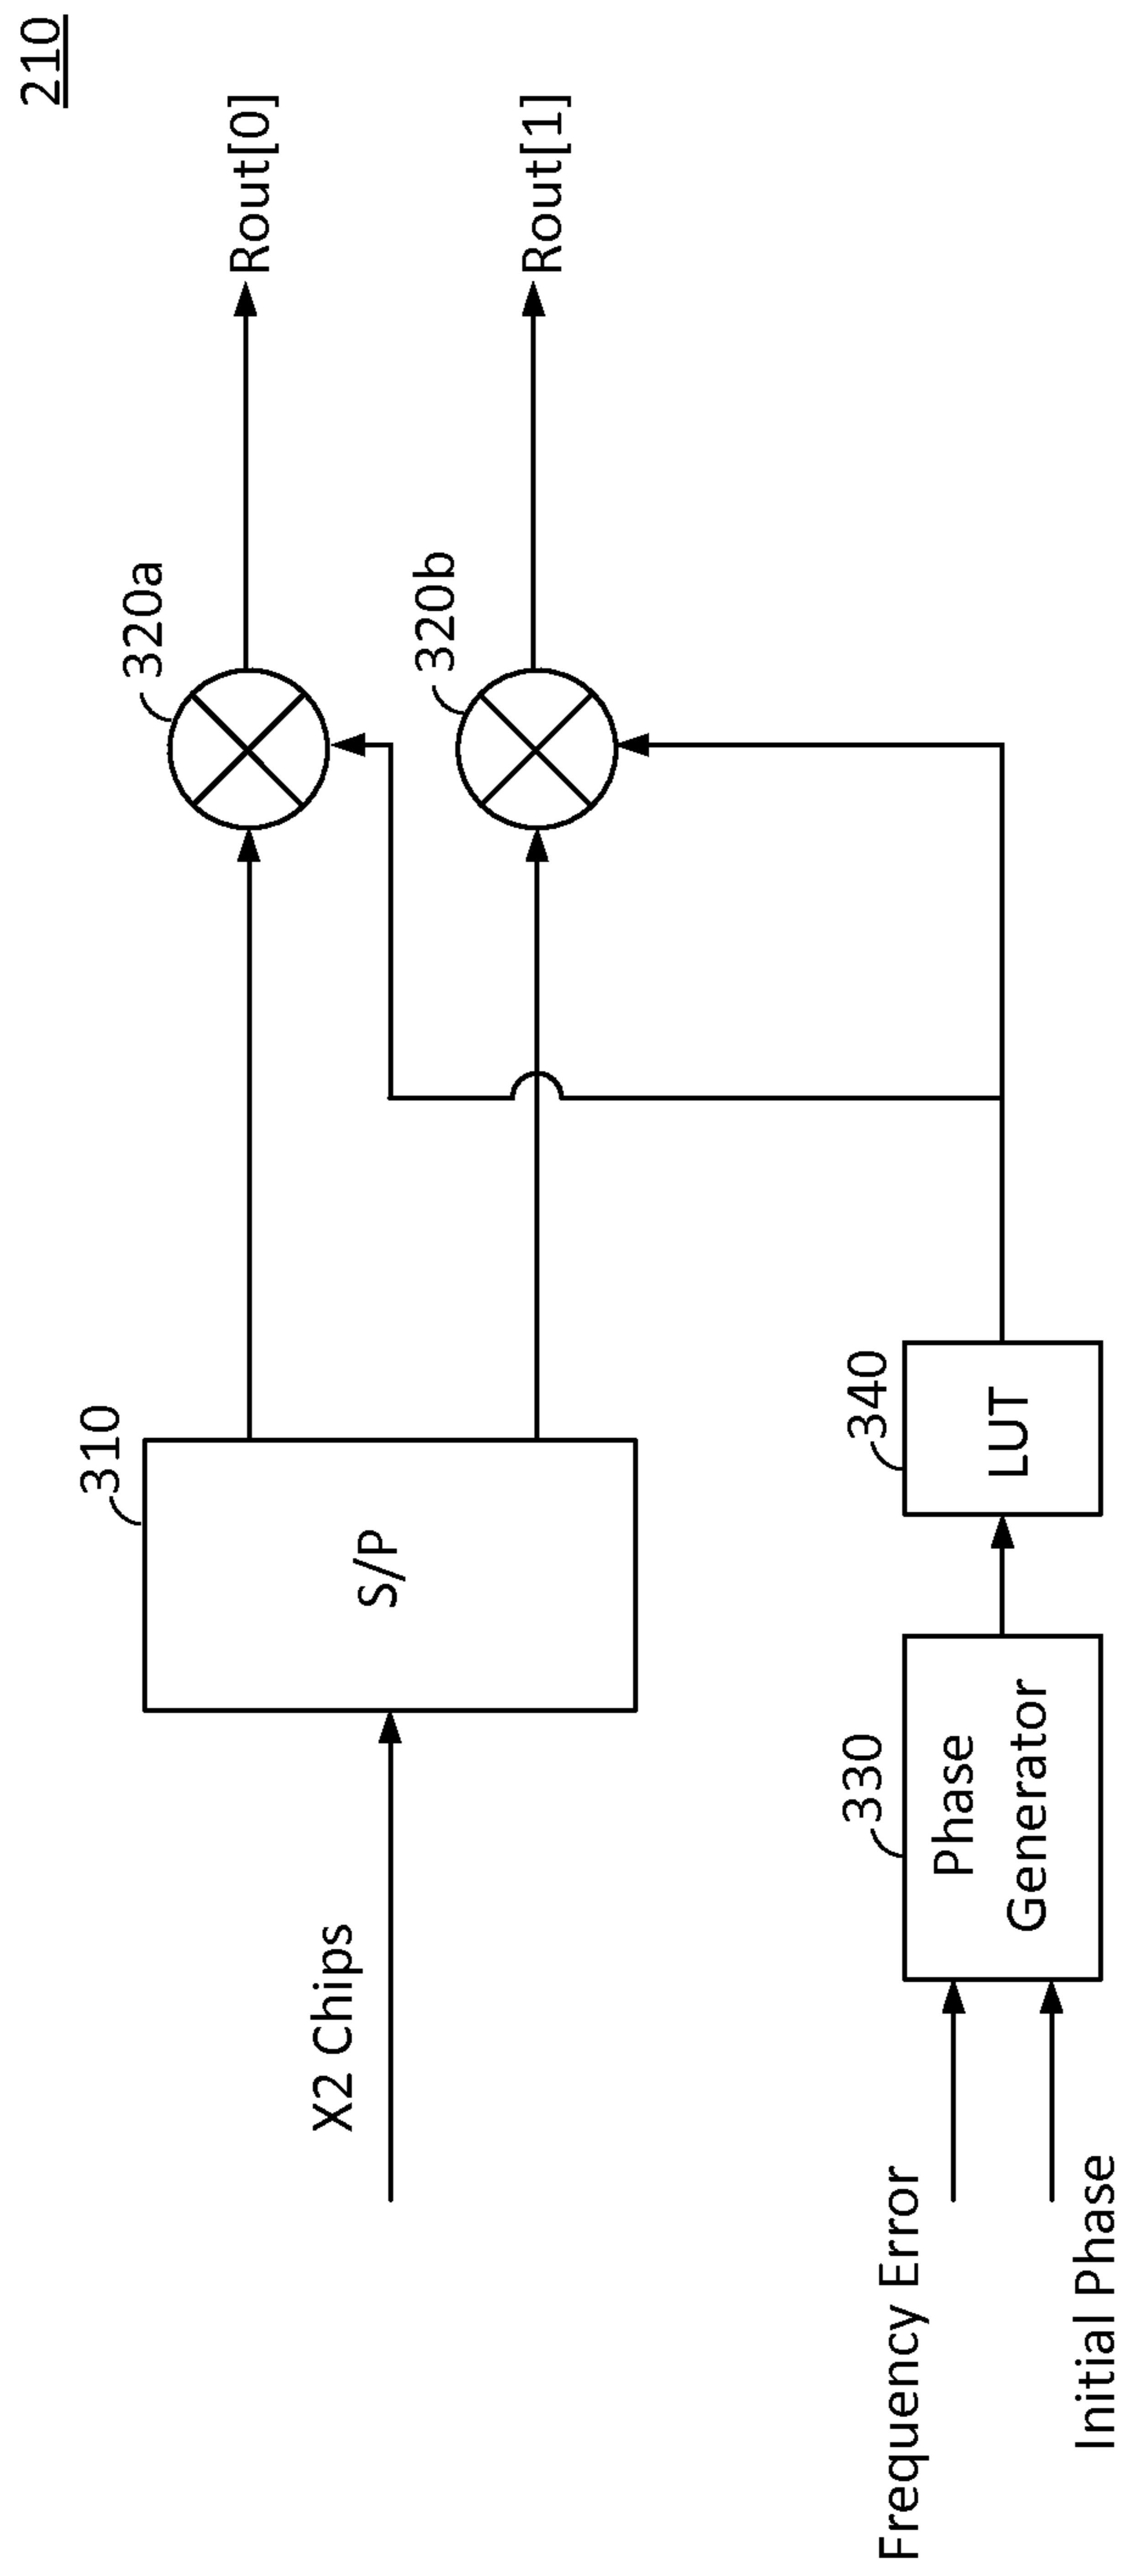 210
320a
Rout[0]
320b
Rout[1]
310
S/P
X2 Chips
340
LUT
330
Phase
Generator
Frequency Error
Initial Phase